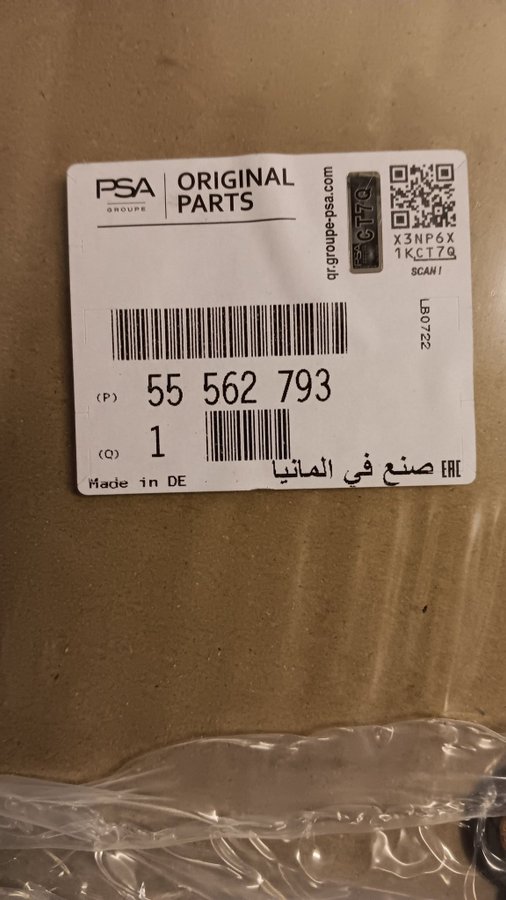 PSA
GROUPE
ORIGINAL
PARTS
qr.groupe-psa.com
PSA CT7Q
X3NP6X
1KCT7Q
SCAN!
LB0722
(P) 55 562 793
(Q) 1
Made in DE
صنع في المانيا
EAC